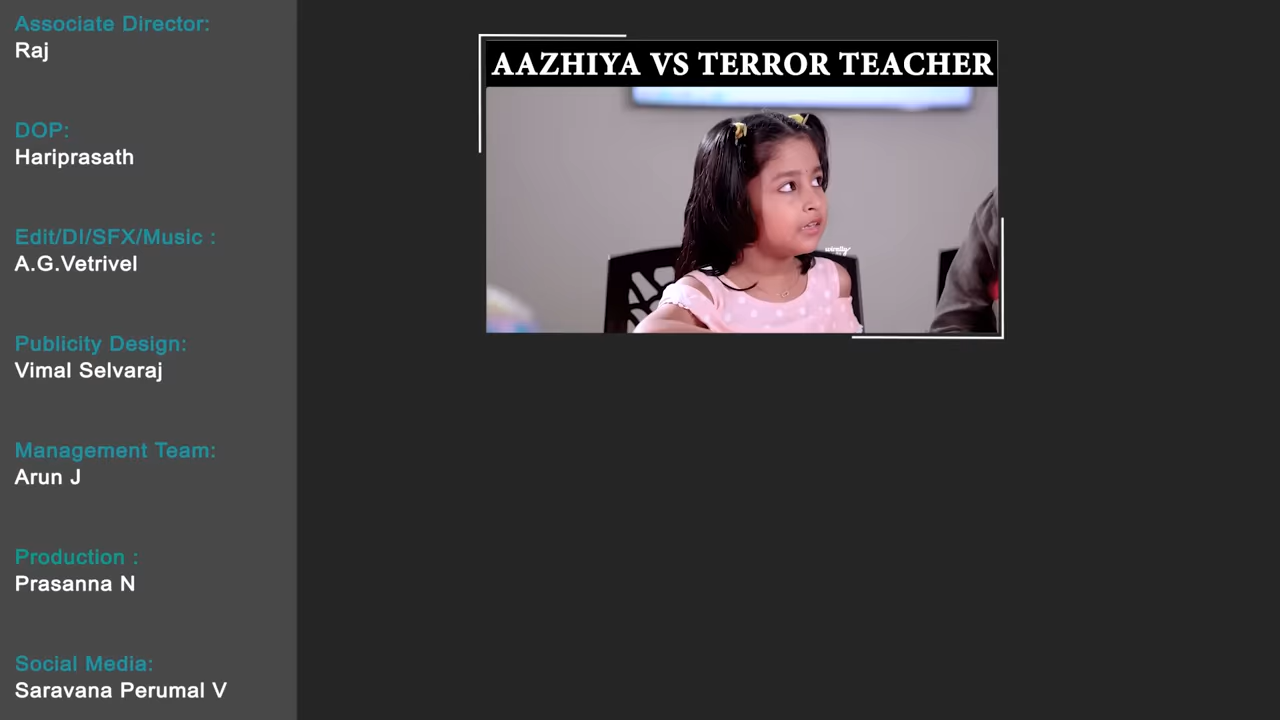 Associate Director:
Raj
DOP:
Hariprasath
Edit/DI/SFX/Music :
A.G.Vetrivel
Publicity Design:
Vimal Selvaraj
Management Team:
Arun J
Production :
Prasanna N
Social Media:
Saravana Perumal V
AAZHIYA VS TERROR TEACHER